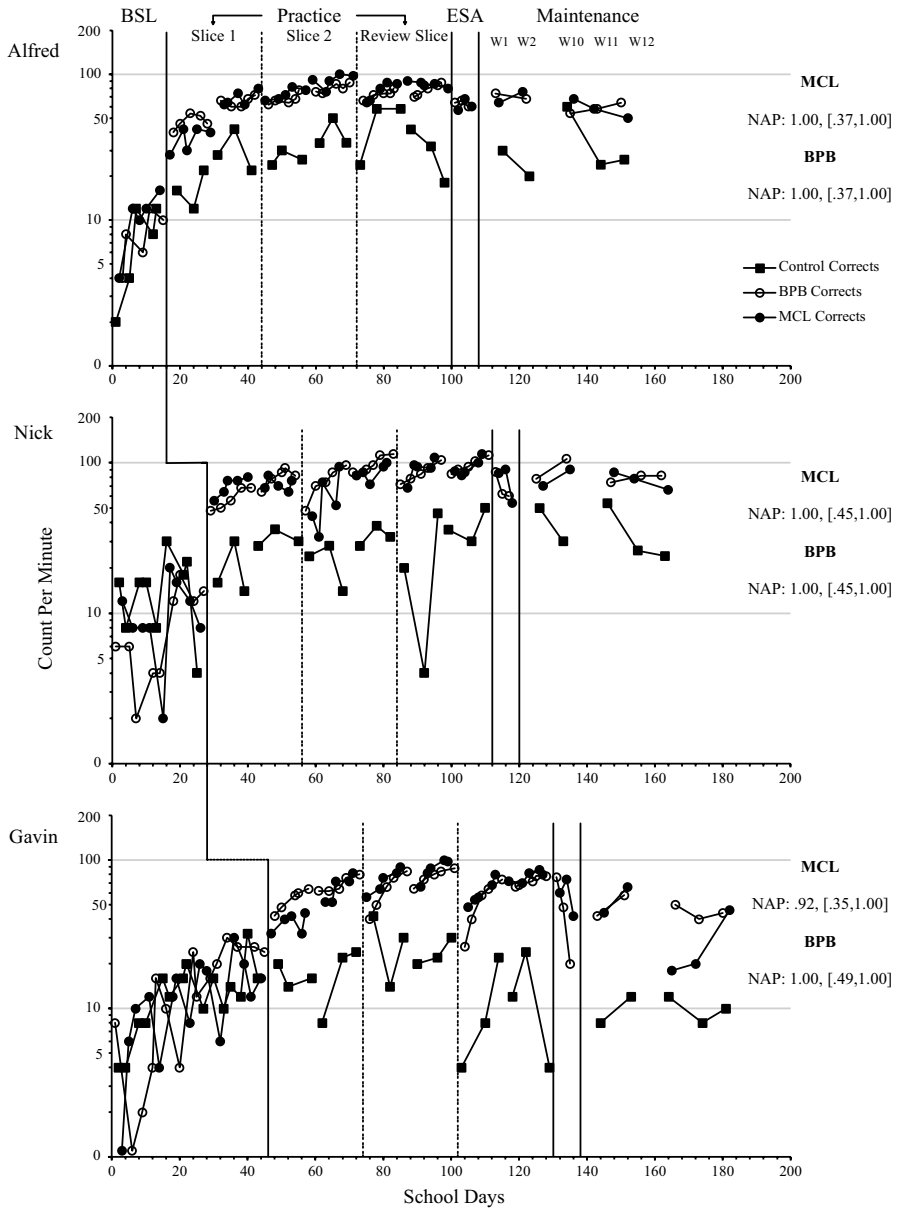 BSL Practice ESA Maintenance
Slice 1 Slice 2 Review Slice W1 W2 W10 W11 W12
Alfred
200
100
50
10
5
0
0 20 40 60 80 100 120 140 160 180 200
MCL
NAP: 1.00, [.37,1.00]
BPB
NAP: 1.00, [.37,1.00]
Control Corrects
BPB Corrects
MCL Corrects
Nick
200
100
50
10
5
0
0 20 40 60 80 100 120 140 160 180 200
MCL
NAP: 1.00, [.45,1.00]
BPB
NAP: 1.00, [.45,1.00]
Count Per Minute
Gavin
200
100
50
10
5
0
0 20 40 60 80 100 120 140 160 180 200
MCL
NAP: .92, [.35,1.00]
BPB
NAP: 1.00, [.49,1.00]
School Days